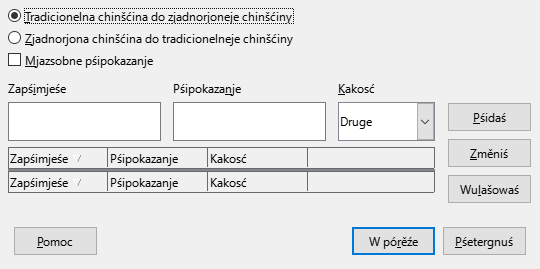 Tradicionelna chinšćina do zjadnorjoneje chinšćiny
Zjadnorjona chinšćina do tradicionelneje chinšćiny
Mjazsobne pśipokazanje
Zapśimjeśe Pśipokazanje Kakosć
Druge
Pśidaś
Zapśimjeśe Pśipokazanje Kakosć
Změniś
Zapśimjeśe Pśipokazanje Kakosć
Wulašowaś
Pomoc W pórěźe Pśetergnuś